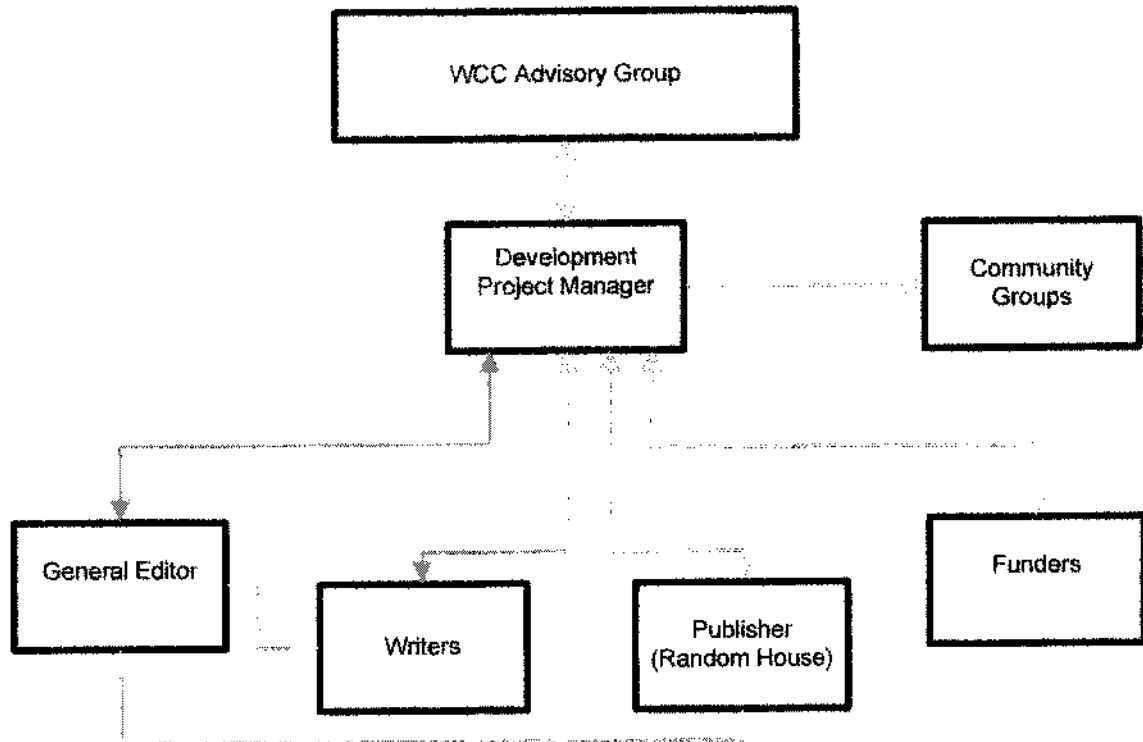 WCC Advisory Group
Development
Project Manager
Community
Groups
General Editor
Writers
Publisher
(Random House)
Funders